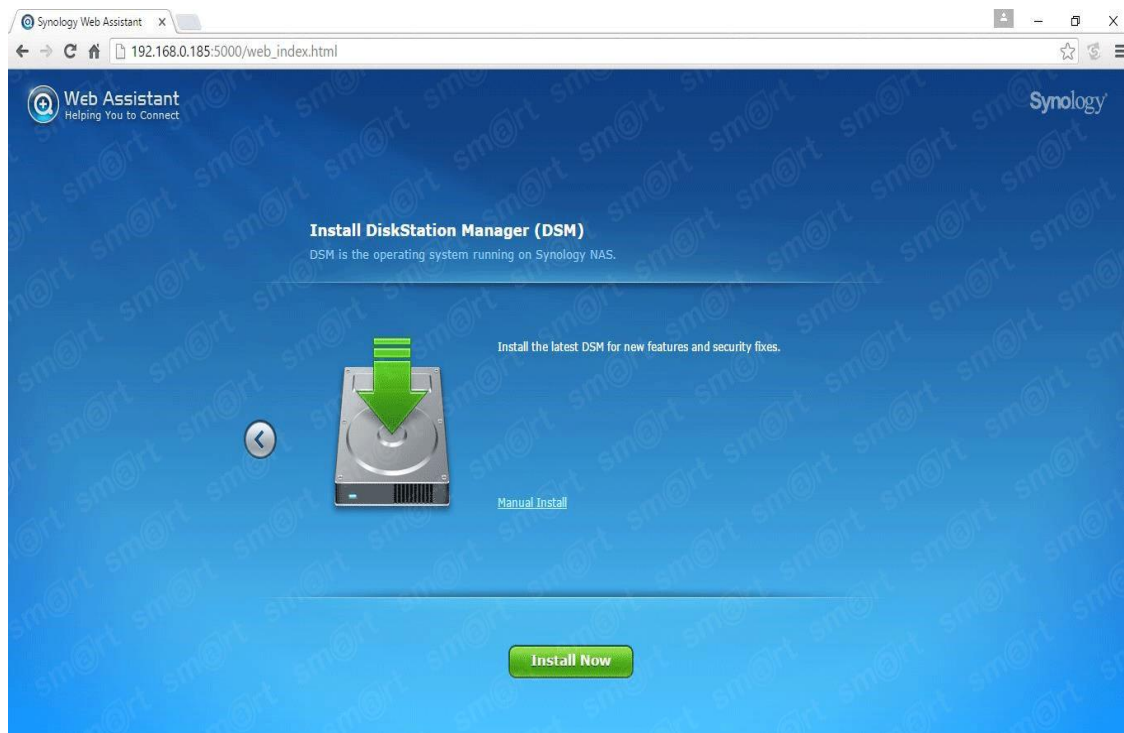 Synology Web Assistant
192.168.0.185:5000/web_index.html
Web Assistant
Helping You to Connect
Synology
Install DiskStation Manager (DSM)
DSM is the operating system running on Synology NAS.
Install the latest DSM for new features and security fixes.
Manual Install
Install Now
sm@rt